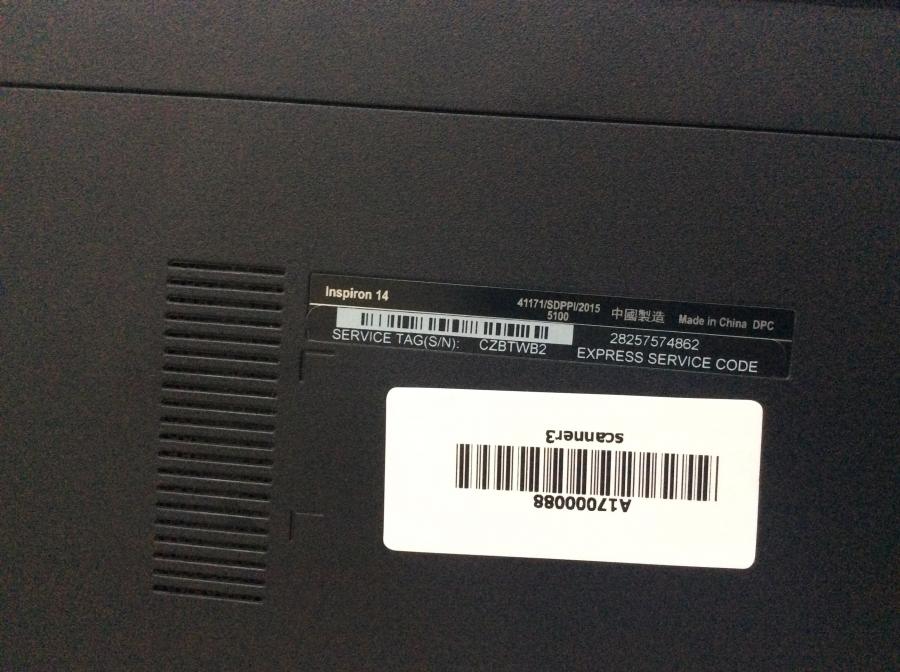 Inspiron 14
41171/SDPPI/2015
5100
中國製造 Made in China DPC
SERVICE TAG(S/N): CZBTWB2
28257574862
EXPRESS SERVICE CODE
A17000088
scanner3